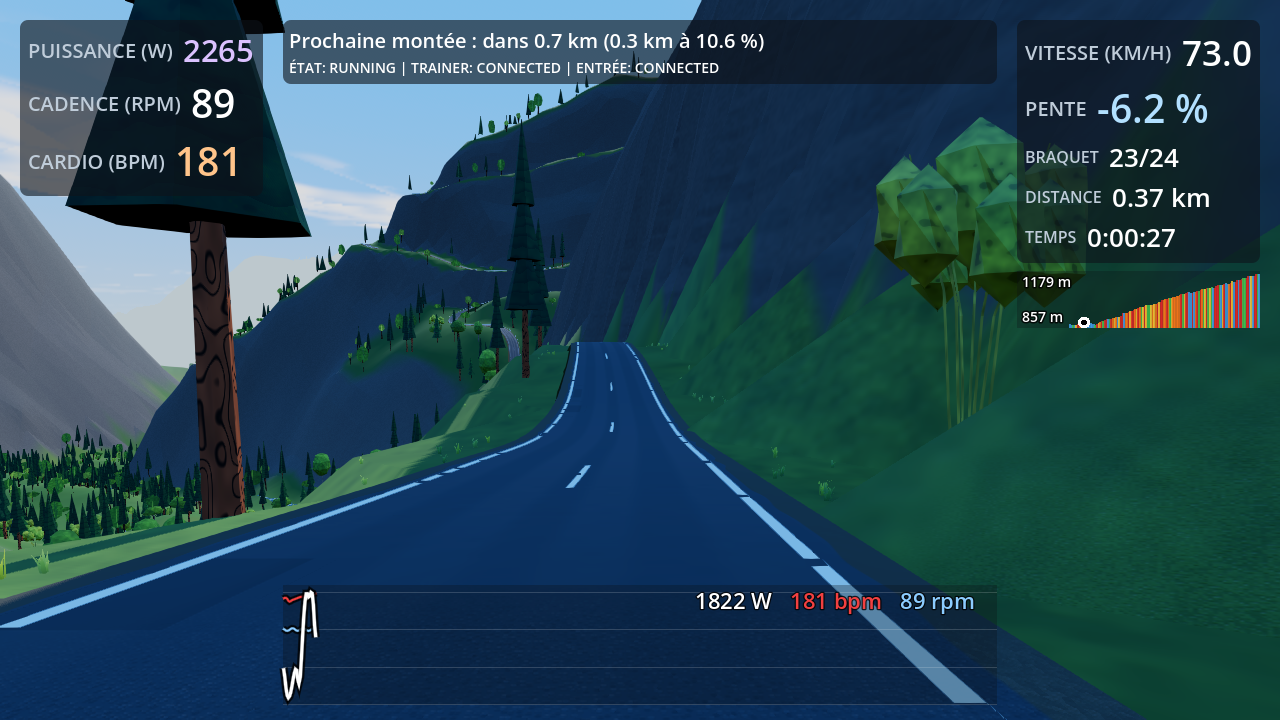 PUISSANCE (W) 2265
CADENCE (RPM) 89
CARDIO (BPM) 181
Prochaine montée : dans 0.7 km (0.3 km à 10.6 %)
ÉTAT: RUNNING | TRAINER: CONNECTED | ENTRÉE: CONNECTED
VITESSE (KM/H) 73.0
PENTE -6.2 %
BRAQUET 23/24
DISTANCE 0.37 km
TEMPS 0:00:27
1179 m
857 m
1822 W 181 bpm 89 rpm